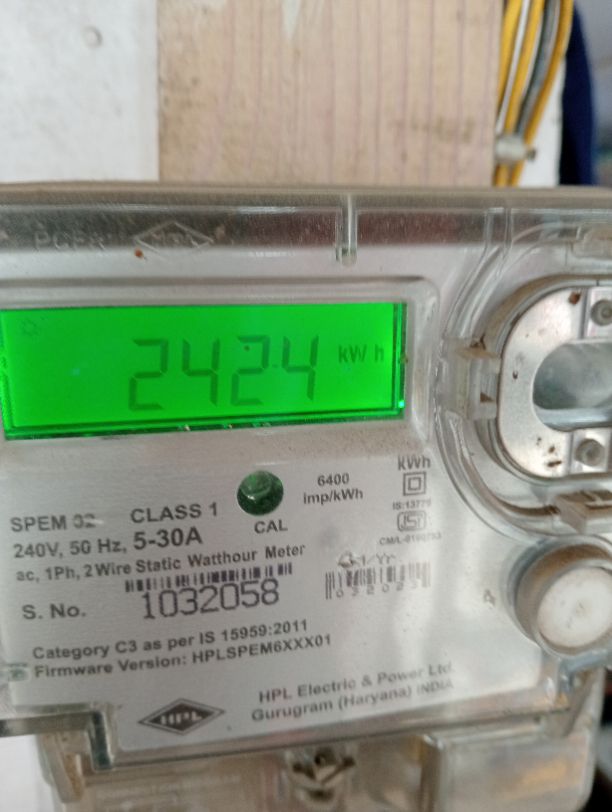 2424 kW h
6400
imp/kWh
kWh
IS:13779
SPEM 02
CLASS 1
CAL
240V, 50 Hz, 5-30A
ac, 1Ph, 2 Wire Static Watthour Meter
S. No. 1032058
Category C3 as per IS 15959:2011
Firmware Version: HPLSPEM6XXX01
HPL Electric & Power Ltd.
Gurugram (Haryana) INDIA
HPL